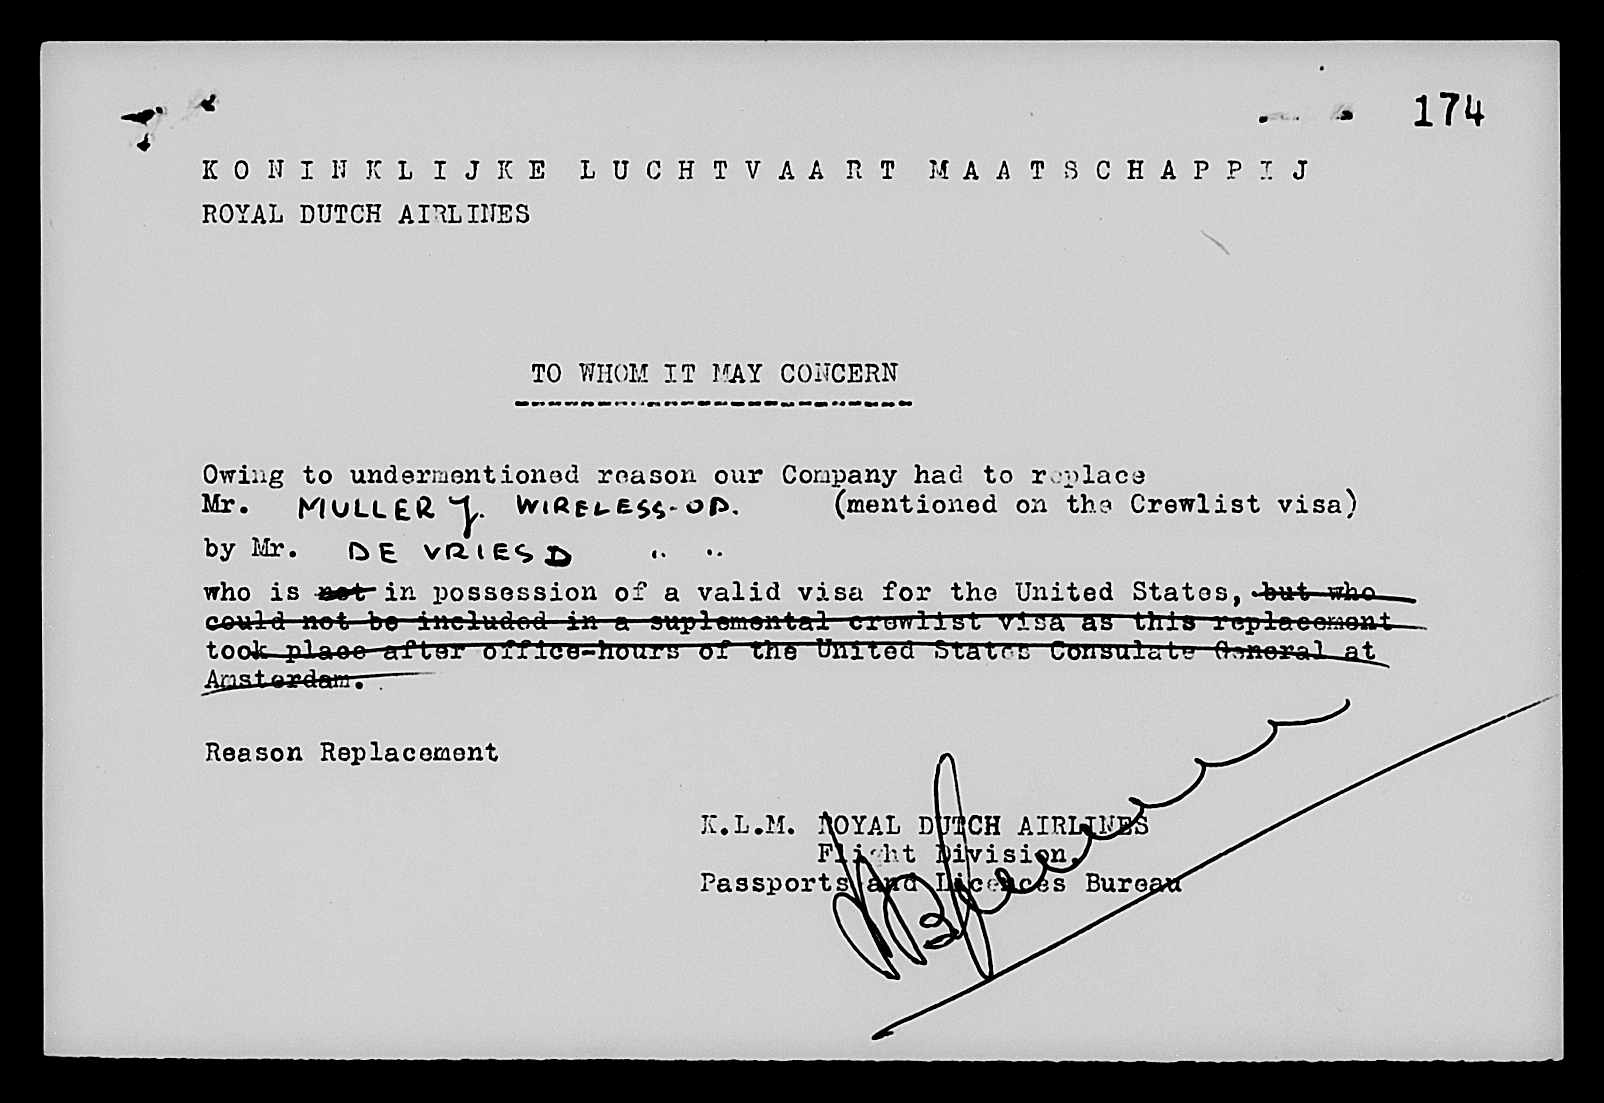 174
KONINKLIJKE LUCHTVAART MAATSCHAPPIJ
ROYAL DUTCH AIRLINES
TO WHOM IT MAY CONCERN
Owing to undermentioned reason our Company had to replace
Mr. MULLER J. WIRELESS-OP. (mentioned on the Crewlist visa)
by Mr. DE VRIES D " "
who is not in possession of a valid visa for the United States, but who
could not be included in a suplemental crewlist visa as this replacement
took place after office-hours of the United States Consulate General at
Amsterdam.
Reason Replacement
K.L.M. ROYAL DUTCH AIRLINES
Flight Division.
Passports and Licences Bureau